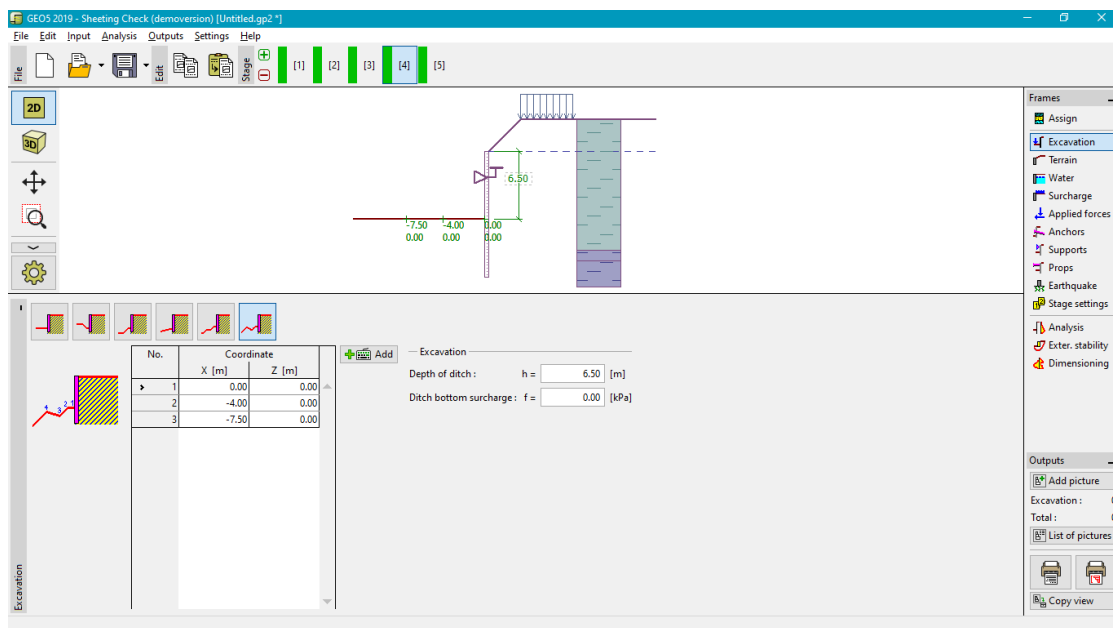 GEO5 2019 - Sheeting Check (demoversion) [Untitled.gp2 *]
File Edit Input Analysis Outputs Settings Help
File
Edit
Stage
[1] [2] [3] [4] [5]
2D
3D
6.50
-7.50 -4.00 0.00
0.00 0.00 0.00
Frames
Assign
Excavation
Terrain
Water
Surcharge
Applied forces
Anchors
Supports
Props
Earthquake
Stage settings
Analysis
Exter. stability
Dimensioning
Outputs
Add picture
Excavation :
Total :
List of pictures
Copy view
Excavation
4 3 2 1
No. Coordinate
X [m] Z [m]
1 0.00 0.00
2 -4.00 0.00
3 -7.50 0.00
Add
Excavation
Depth of ditch : h = 6.50 [m]
Ditch bottom surcharge : f = 0.00 [kPa]